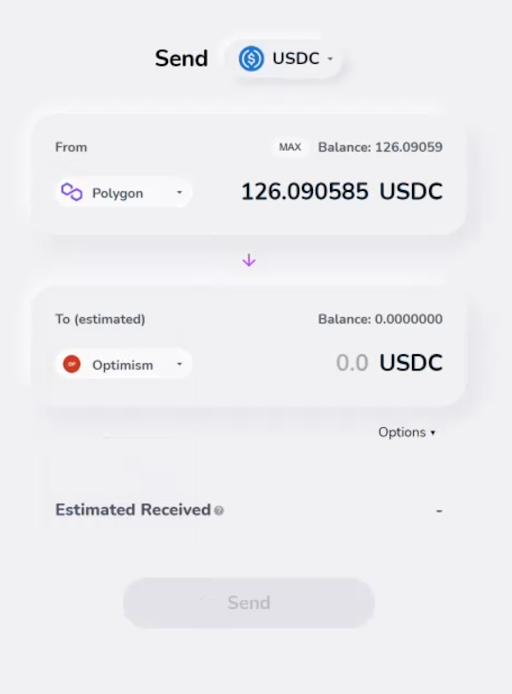 Send USDC
From MAX Balance: 126.09059
Polygon 126.090585 USDC
To (estimated) Balance: 0.0000000
OP Optimism 0.0 USDC
Options
Estimated Received ? -
Send